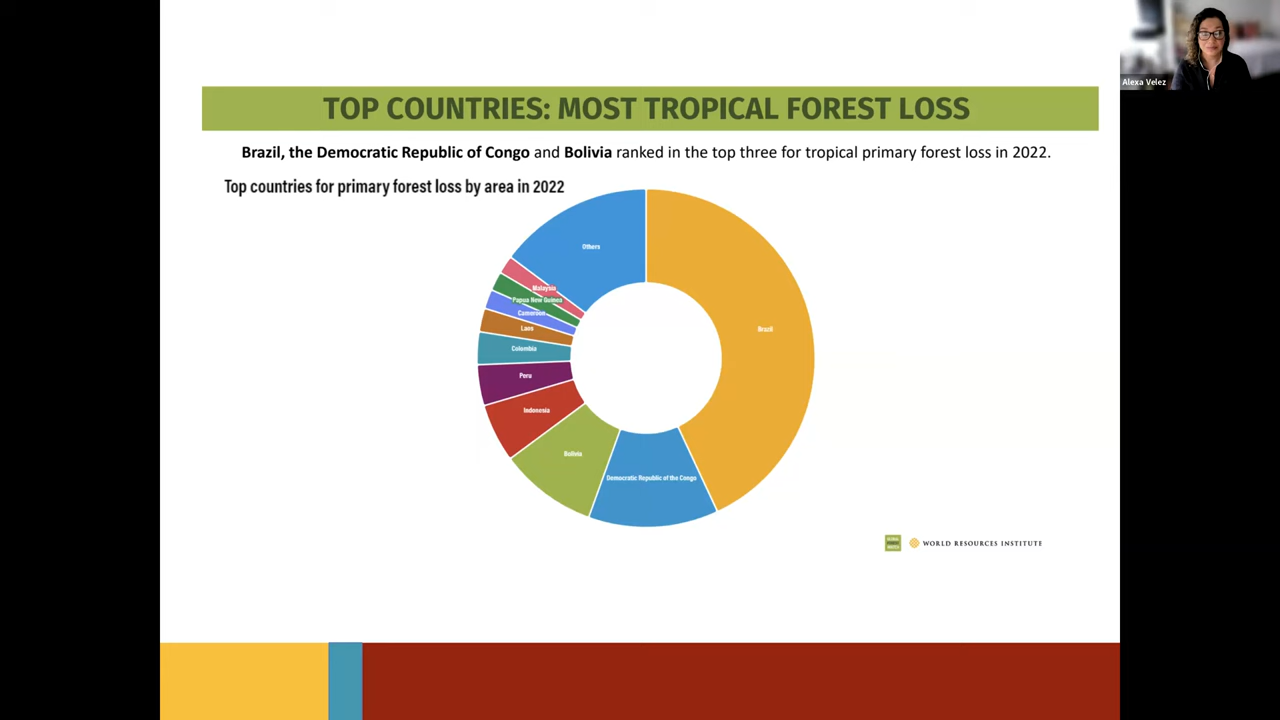 Alexa Velez
TOP COUNTRIES: MOST TROPICAL FOREST LOSS
Brazil, the Democratic Republic of Congo and Bolivia ranked in the top three for tropical primary forest loss in 2022.
Top countries for primary forest loss by area in 2022
Others
Malaysia
Papua New Guinea
Cameroon
Laos
Colombia
Peru
Indonesia
Bolivia
Democratic Republic of the Congo
Brazil
WORLD RESOURCES INSTITUTE